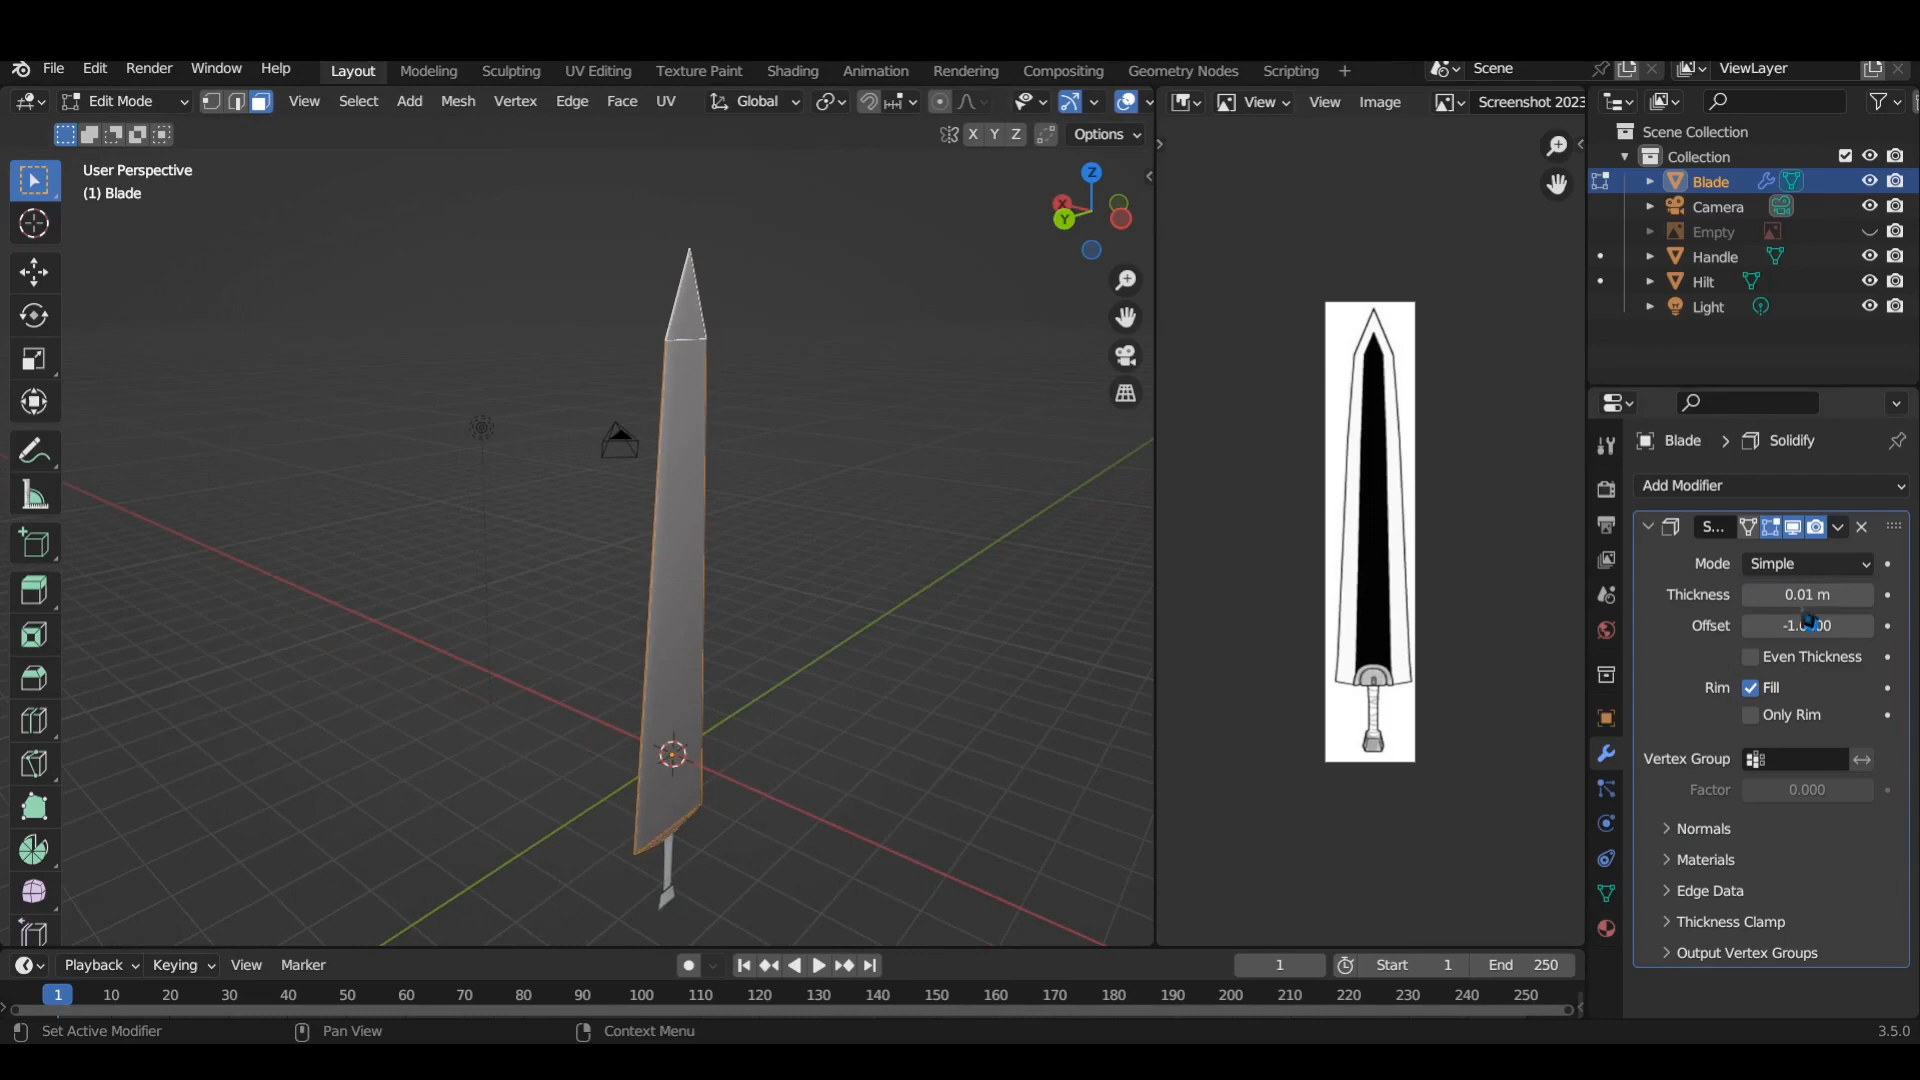 File Edit Render Window Help Layout Modeling Sculpting UV Editing Texture Paint Shading Animation Rendering Compositing Geometry Nodes Scripting + Scene ViewLayer
Edit Mode View Select Add Mesh Vertex Edge Face UV Global View View Image Screenshot 2023
X Y Z Options
User Perspective
(1) Blade
Z
X
Y
Scene Collection
Collection
Blade
Camera
Empty
Handle
Hilt
Light
Blade > Solidify
Add Modifier
S...
Mode Simple
Thickness 0.01 m
Offset
Even Thickness
Rim Fill
Only Rim
Vertex Group
Factor 0.000
Normals
Materials
Edge Data
Thickness Clamp
Output Vertex Groups
Playback Keying View Marker 1 Start 1 End 250
1 10 20 30 40 50 60 70 80 90 100 110 120 130 140 150 160 170 180 190 200 210 220 230 240 250
Set Active Modifier Pan View Context Menu 3.5.0